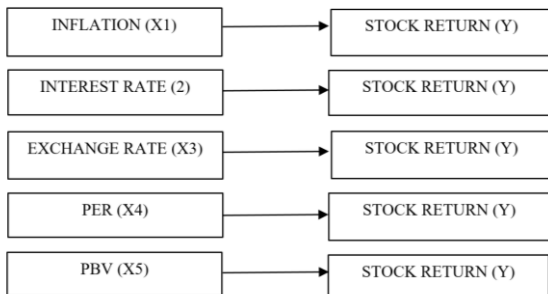 INFLATION (X1) STOCK RETURN (Y)
INTEREST RATE (2) STOCK RETURN (Y)
EXCHANGE RATE (X3) STOCK RETURN (Y)
PER (X4) STOCK RETURN (Y)
PBV (X5) STOCK RETURN (Y)